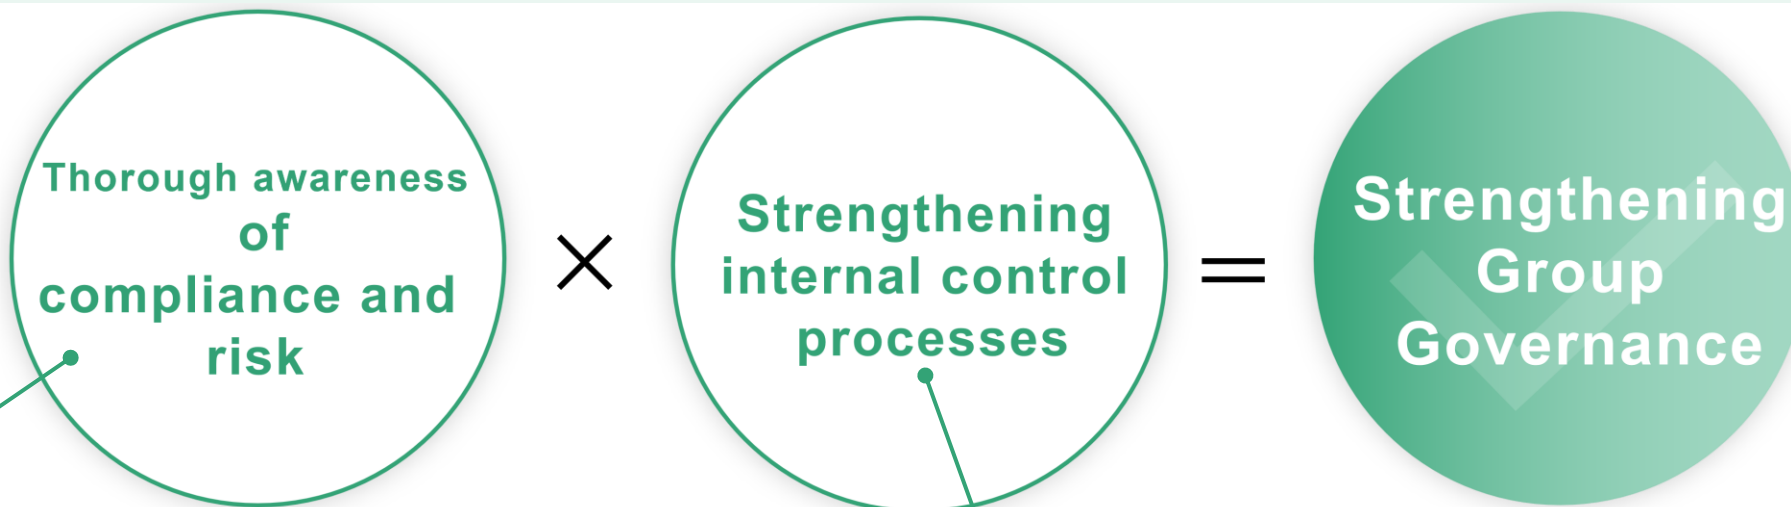 Thorough awareness
of
compliance and
risk
×
Strengthening
internal control
processes
=
Strengthening
Group
Governance